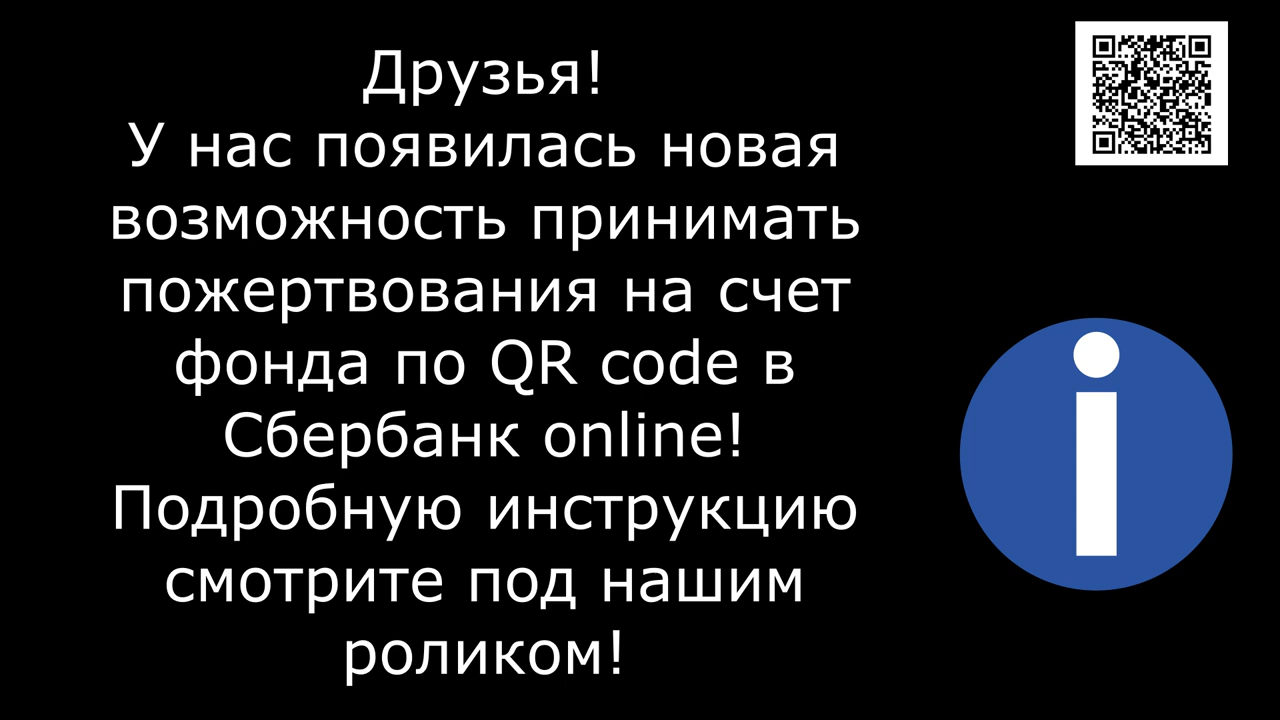 Друзья!
У нас появилась новая
возможность принимать
пожертвования на счет
фонда по QR code в
Сбербанк online!
Подробную инструкцию
смотрите под нашим
роликом!